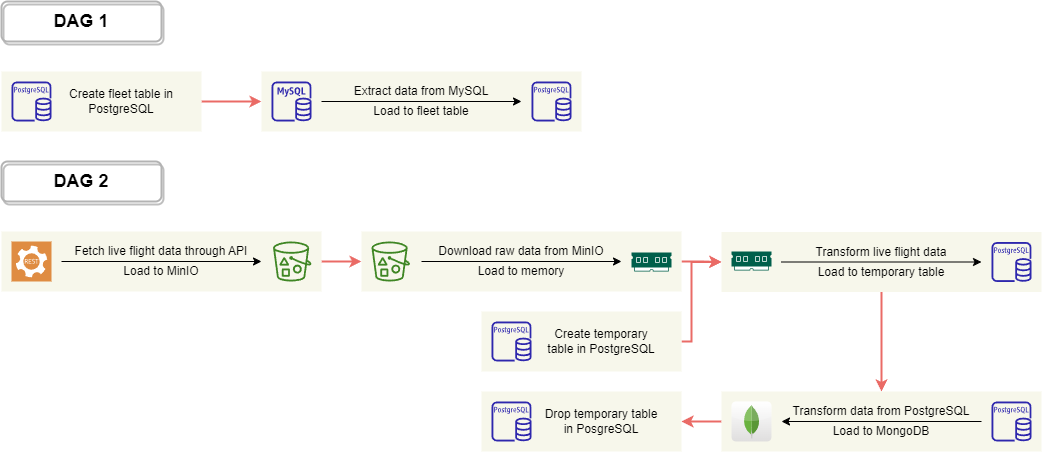 DAG 1
PostgreSQL
Create fleet table in
PostgreSQL
MySQL
Extract data from MySQL
Load to fleet table
PostgreSQL
DAG 2
REST
Fetch live flight data through API
Load to MinIO
Download raw data from MinIO
Load to memory
Transform live flight data
Load to temporary table
PostgreSQL
PostgreSQL
Create temporary
table in PostgreSQL
PostgreSQL
Drop temporary table
in PosgreSQL
Transform data from PostgreSQL
Load to MongoDB
PostgreSQL